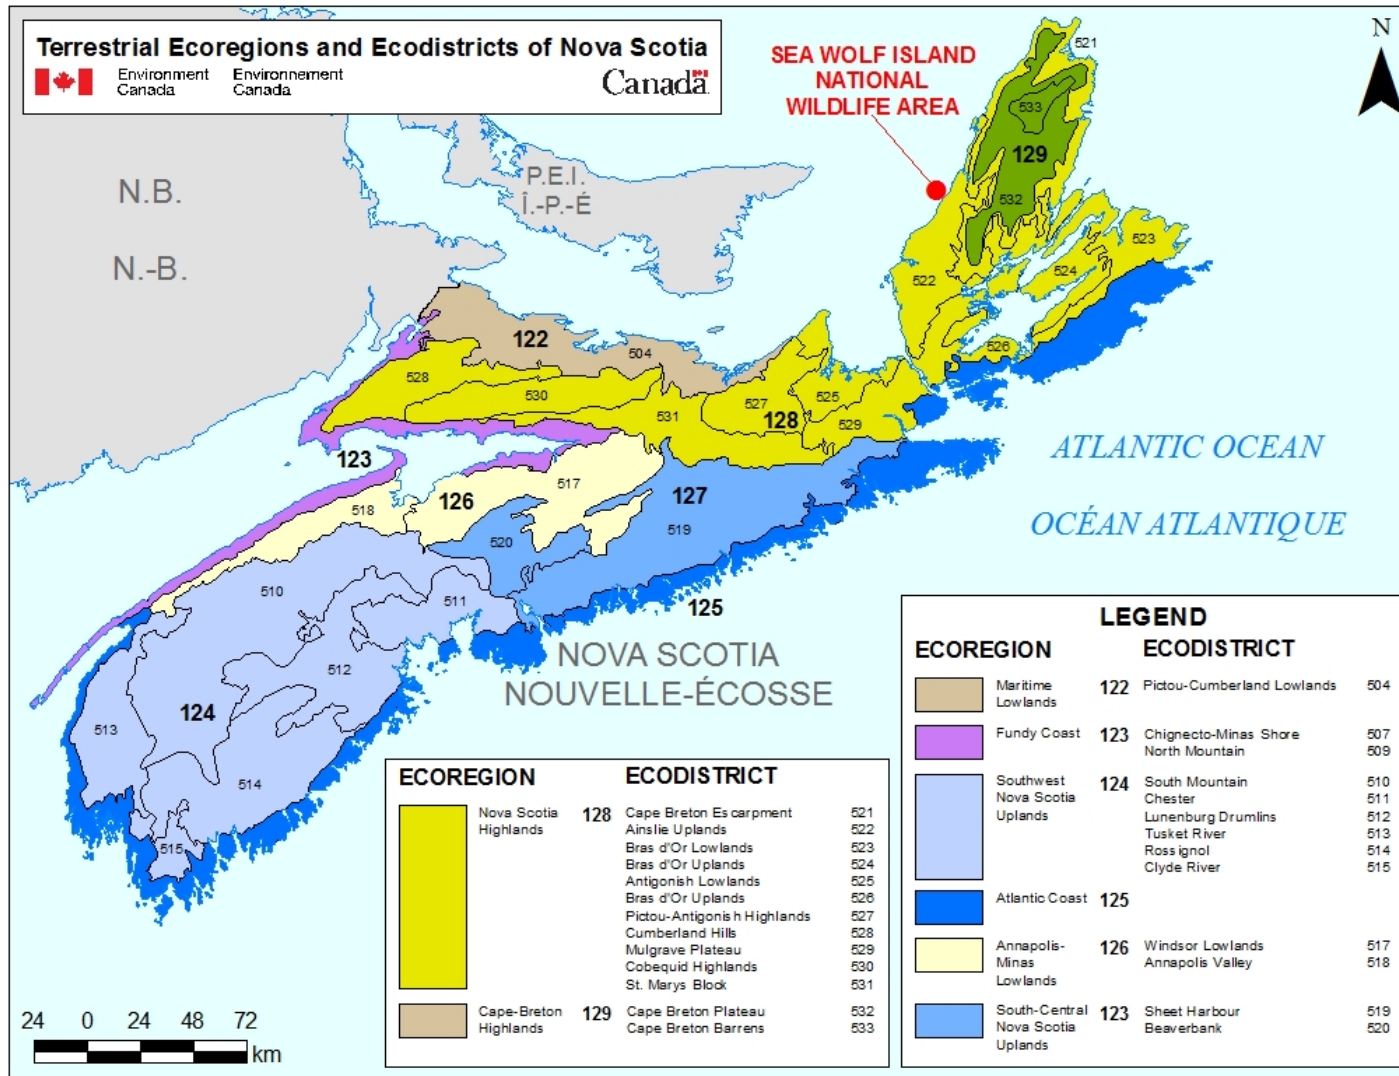 Terrestrial Ecoregions and Ecodistricts of Nova Scotia
Environment Canada
Environnement Canada
Canada
SEA WOLF ISLAND
NATIONAL
WILDLIFE AREA
N
521
533
129
532
N.B.
N.-B.
P.E.I.
Î.-P.-É
523
524
522
526
122
504
528
530
527
525
128
529
531
123
126
517
127
518
519
520
ATLANTIC OCEAN
OCÉAN ATLANTIQUE
510
511
125
512
NOVA SCOTIA
NOUVELLE-ÉCOSSE
124
513
514
515
ECOREGION ECODISTRICT
Nova Scotia Highlands 128
Cape Breton Escarpment 521
Ainslie Uplands 522
Bras d'Or Lowlands 523
Bras d'Or Uplands 524
Antigonish Lowlands 525
Bras d'Or Uplands 526
Pictou-Antigonish Highlands 527
Cumberland Hills 528
Mulgrave Plateau 529
Cobequid Highlands 530
St. Marys Block 531
Cape-Breton Highlands 129
Cape Breton Plateau 532
Cape Breton Barrens 533
LEGEND
ECOREGION ECODISTRICT
Maritime Lowlands 122
Pictou-Cumberland Lowlands 504
Fundy Coast 123
Chignecto-Minas Shore 507
North Mountain 509
Southwest Nova Scotia Uplands 124
South Mountain 510
Chester 511
Lunenburg Drumlins 512
Tusket River 513
Rossignol 514
Clyde River 515
Atlantic Coast 125
Annapolis-Minas Lowlands 126
Windsor Lowlands 517
Annapolis Valley 518
South-Central Nova Scotia Uplands 123
Sheet Harbour 519
Beaverbank 520
24 0 24 48 72
km